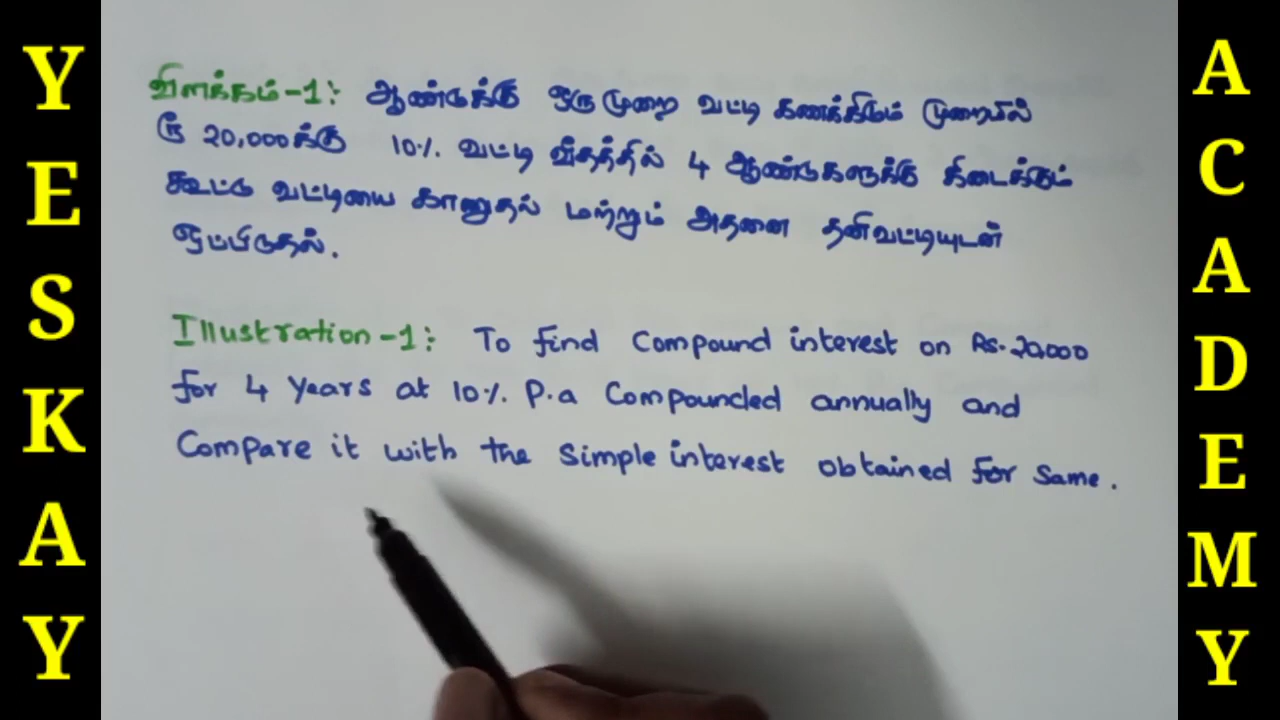 YESKAY
விளக்கம்-1: ஆண்டுக்கு ஒருமுறை வட்டி கணக்கிடும் முறையில்
ரூ 20,000க்கு 10%. வட்டி வீதத்தில் 4 ஆண்டுகளுக்கு கிடைக்கும்
கூட்டு வட்டியை காணுதல் மற்றும் அதனை தனிவட்டியுடன்
ஒப்பிடுதல்.
Illustration-1: To find Compound interest on Rs.20,000
for 4 Years at 10%. P.a Compounded annually and
Compare it with the Simple interest obtained for Same.
ACADEMY